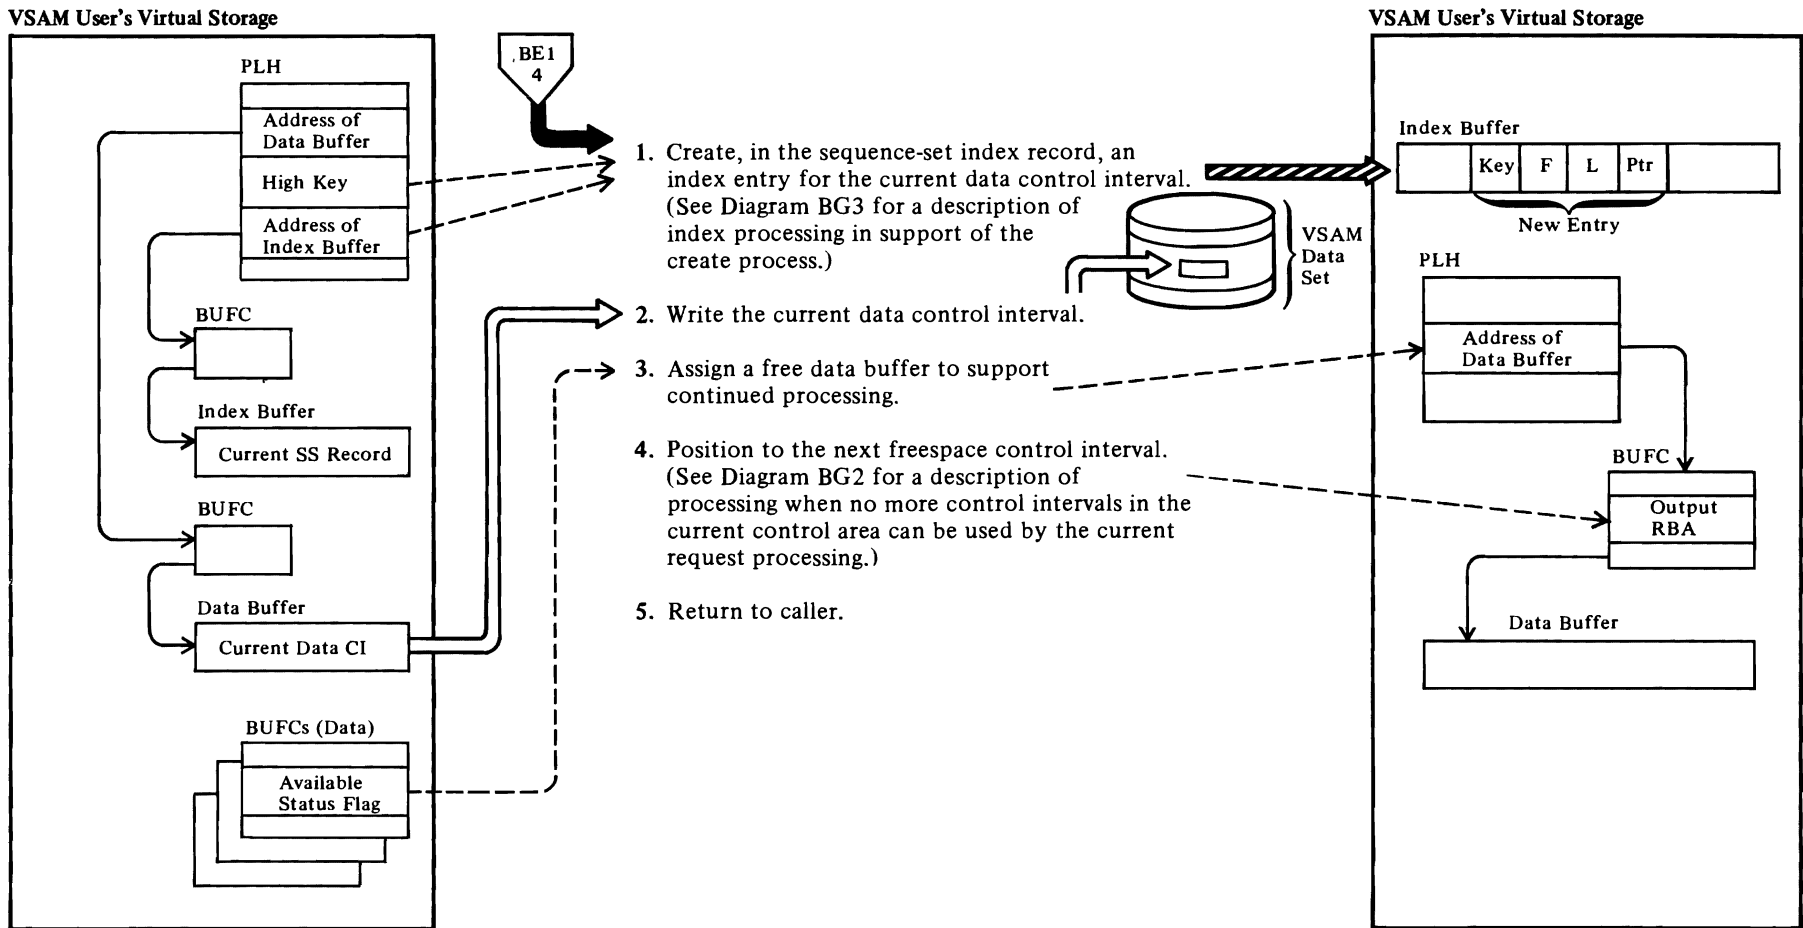 VSAM User's Virtual Storage
PLH
Address of
Data Buffer
High Key
Address of
Index Buffer
BUFC
Index Buffer
Current SS Record
BUFC
Data Buffer
Current Data CI
BUFCs (Data)
Available
Status Flag
BE1
4
1. Create, in the sequence-set index record, an
index entry for the current data control interval.
(See Diagram BG3 for a description of
index processing in support of the
create process.)
VSAM
Data
Set
2. Write the current data control interval.
3. Assign a free data buffer to support
continued processing.
4. Position to the next freespace control interval.
(See Diagram BG2 for a description of
processing when no more control intervals in the
current control area can be used by the current
request processing.)
5. Return to caller.
VSAM User's Virtual Storage
Index Buffer
Key F L Ptr
New Entry
PLH
Address of
Data Buffer
BUFC
Output
RBA
Data Buffer